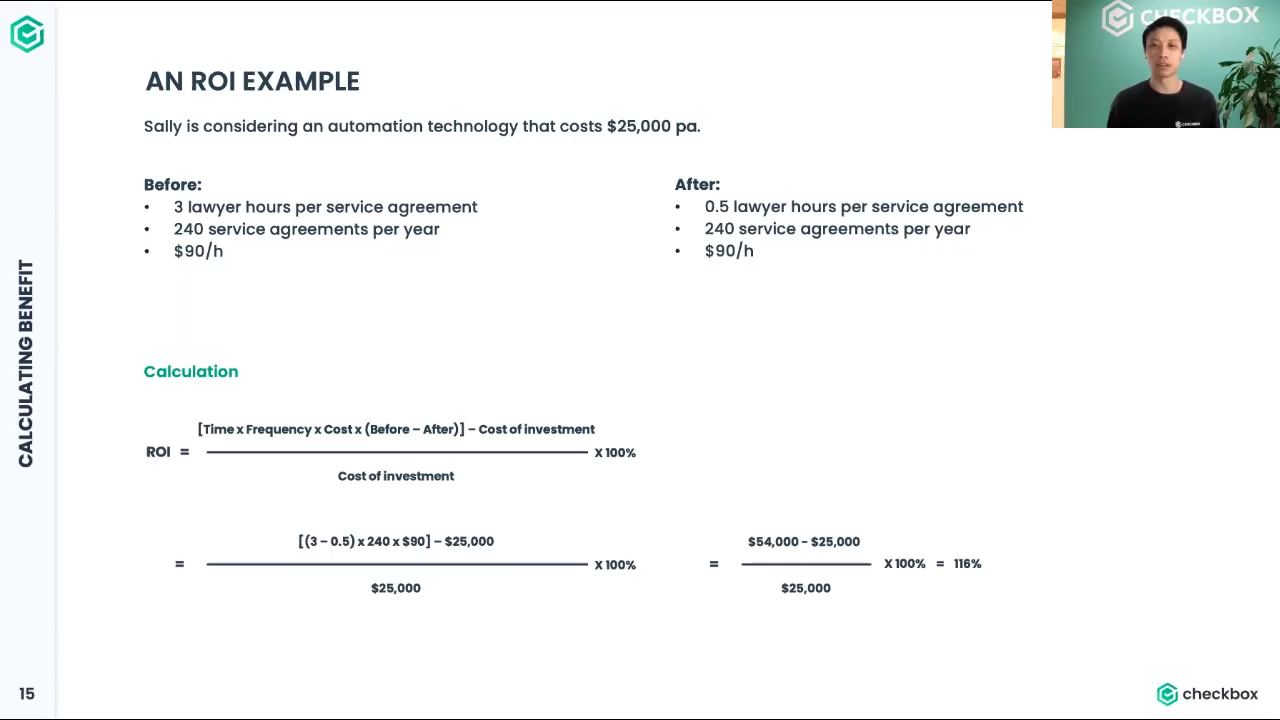 CHECKBOX
AN ROI EXAMPLE
Sally is considering an automation technology that costs $25,000 pa.
Before:
• 3 lawyer hours per service agreement
• 240 service agreements per year
• $90/h
After:
• 0.5 lawyer hours per service agreement
• 240 service agreements per year
• $90/h
CALCULATING BENEFIT
Calculation
[Time x Frequency x Cost x (Before – After)] – Cost of investment
ROI =
X 100%
Cost of investment
[(3 – 0.5) x 240 x $90] – $25,000
=
X 100%
$25,000
$54,000 - $25,000
=
X 100% = 116%
$25,000
CHECKBOX
15
checkbox